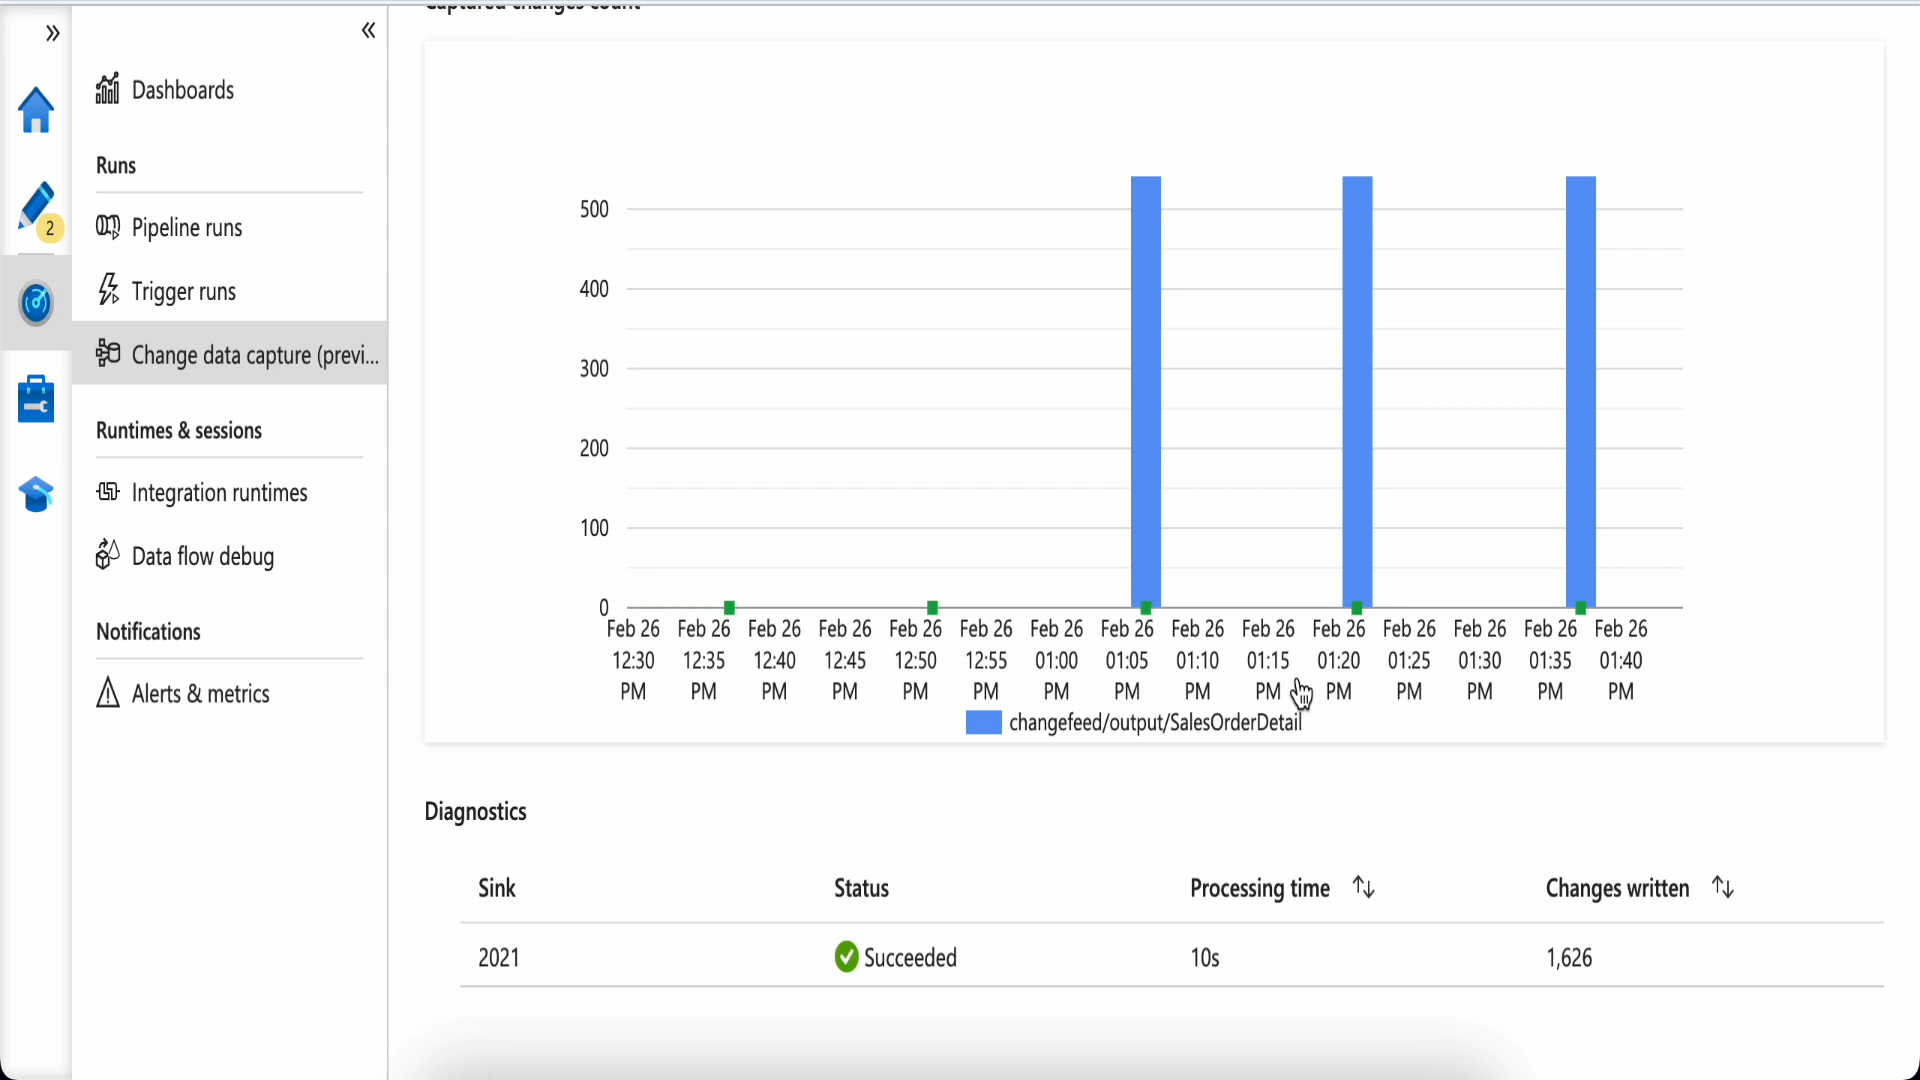 Captured changes count
Dashboards
Runs
Pipeline runs
2
Trigger runs
Change data capture (previ...
Runtimes & sessions
Integration runtimes
Data flow debug
Notifications
Alerts & metrics
500
400
300
200
100
0
Feb 26 Feb 26 Feb 26 Feb 26 Feb 26 Feb 26 Feb 26 Feb 26 Feb 26 Feb 26 Feb 26 Feb 26 Feb 26 Feb 26 Feb 26
12:30 12:35 12:40 12:45 12:50 12:55 01:00 01:05 01:10 01:15 01:20 01:25 01:30 01:35 01:40
PM PM PM PM PM PM PM PM PM PM PM PM PM PM PM
changefeed/output/SalesOrderDetail
Diagnostics
Sink Status Processing time Changes written
2021 Succeeded 10s 1,626